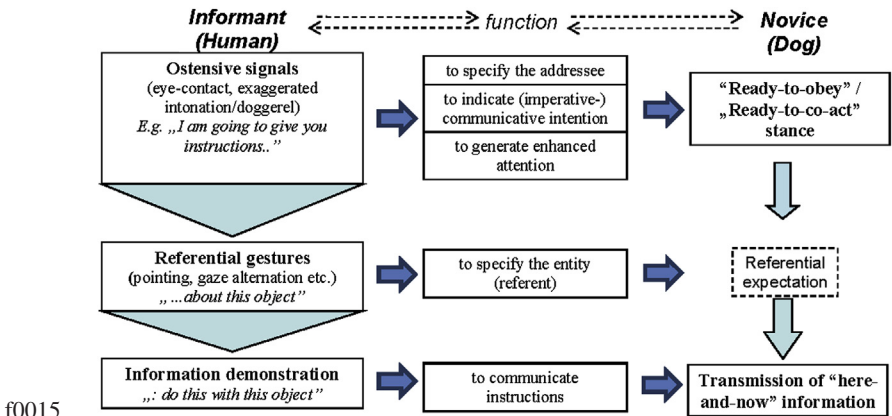 Informant
(Human)
function
Novice
(Dog)
Ostensive signals
(eye-contact, exaggerated
intonation/doggerel)
E.g. „I am going to give you
instructions..”
to specify the addressee
to indicate (imperative-)
communicative intention
to generate enhanced
attention
“Ready-to-obey” /
„Ready-to-co-act”
stance
Referential gestures
(pointing, gaze alternation etc.)
„ ...about this object”
to specify the entity
(referent)
Referential
expectation
Information demonstration
„: do this with this object”
to communicate
instructions
Transmission of “here-
and-now” information
f0015